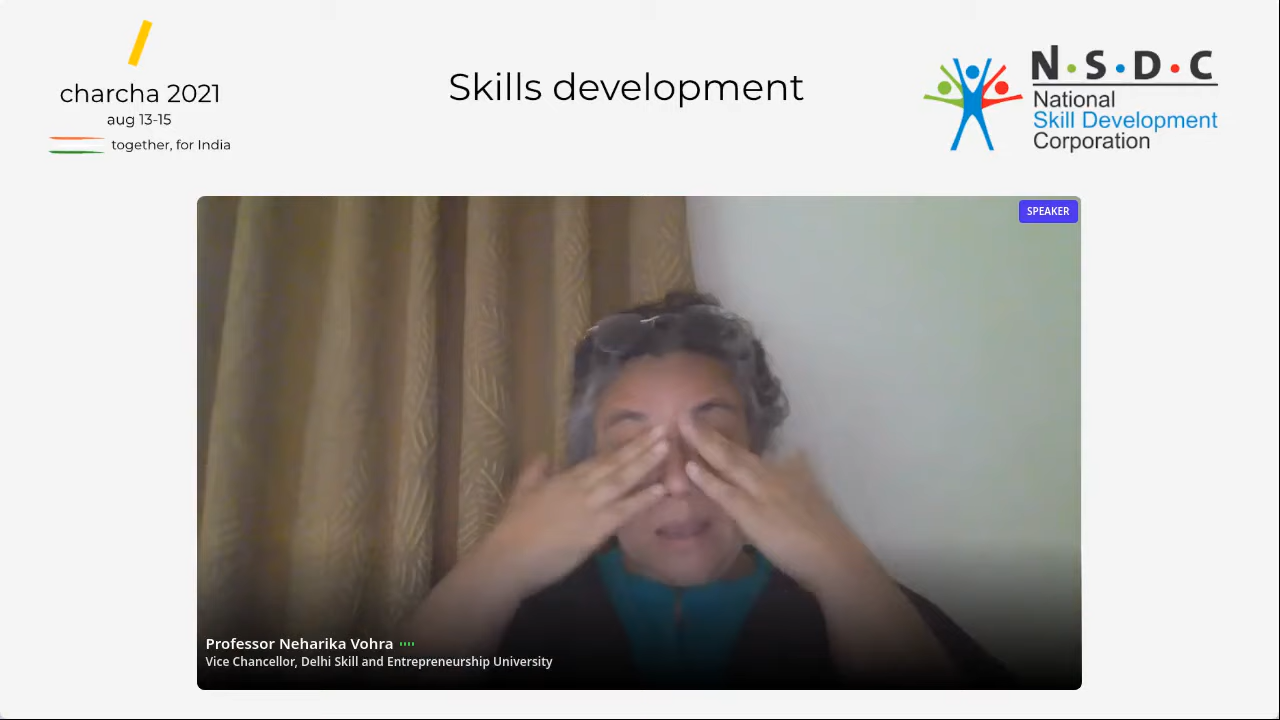 charcha 2021
aug 13-15
together, for India
Skills development
N·S·D·C
National
Skill Development
Corporation
SPEAKER
Professor Neharika Vohra
Vice Chancellor, Delhi Skill and Entrepreneurship University